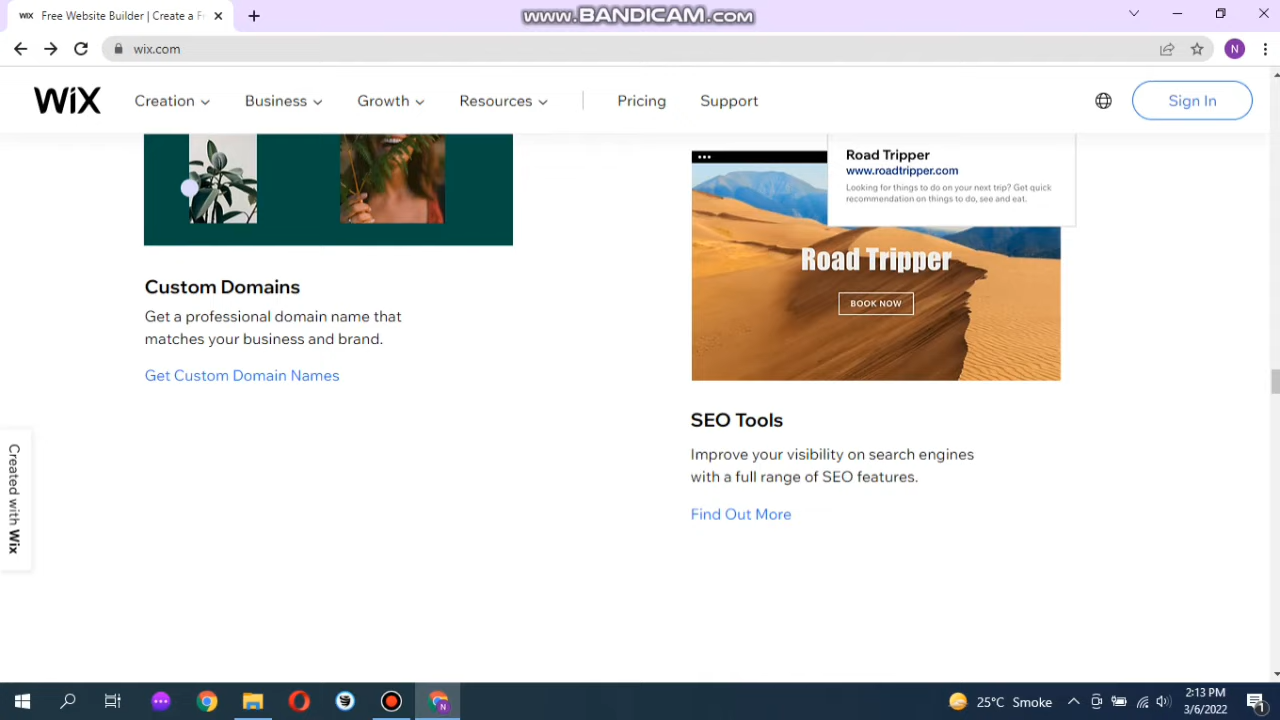 WIX Free Website Builder | Create a F
www.BANDICAM.com
wix.com
N
WiX Creation Business Growth Resources Pricing Support Sign In
Road Tripper
www.roadtripper.com
Looking for things to do on your next trip? Get quick
recommendation on things to do, see and eat.
Road Tripper
BOOK NOW
Custom Domains
Get a professional domain name that
matches your business and brand.
Get Custom Domain Names
SEO Tools
Improve your visibility on search engines
with a full range of SEO features.
Find Out More
Created with Wix
N
25°C Smoke
2:13 PM
3/6/2022
1